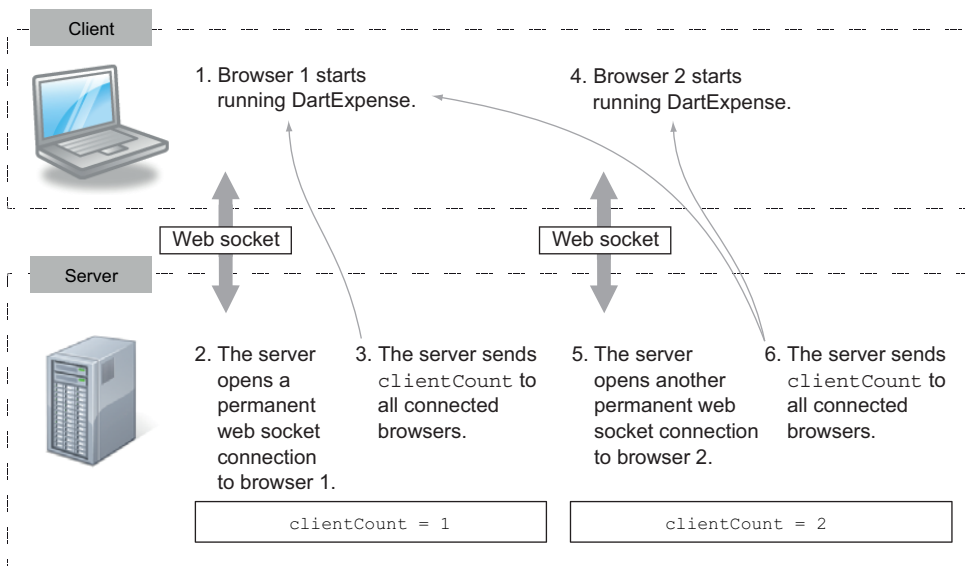 Client
1. Browser 1 starts
running DartExpense.
4. Browser 2 starts
running DartExpense.
Web socket
Web socket
Server
2. The server
opens a
permanent
web socket
connection
to browser 1.
3. The server sends
clientCount to
all connected
browsers.
5. The server
opens another
permanent web
socket connection
to browser 2.
6. The server sends
clientCount to
all connected
browsers.
clientCount = 1
clientCount = 2